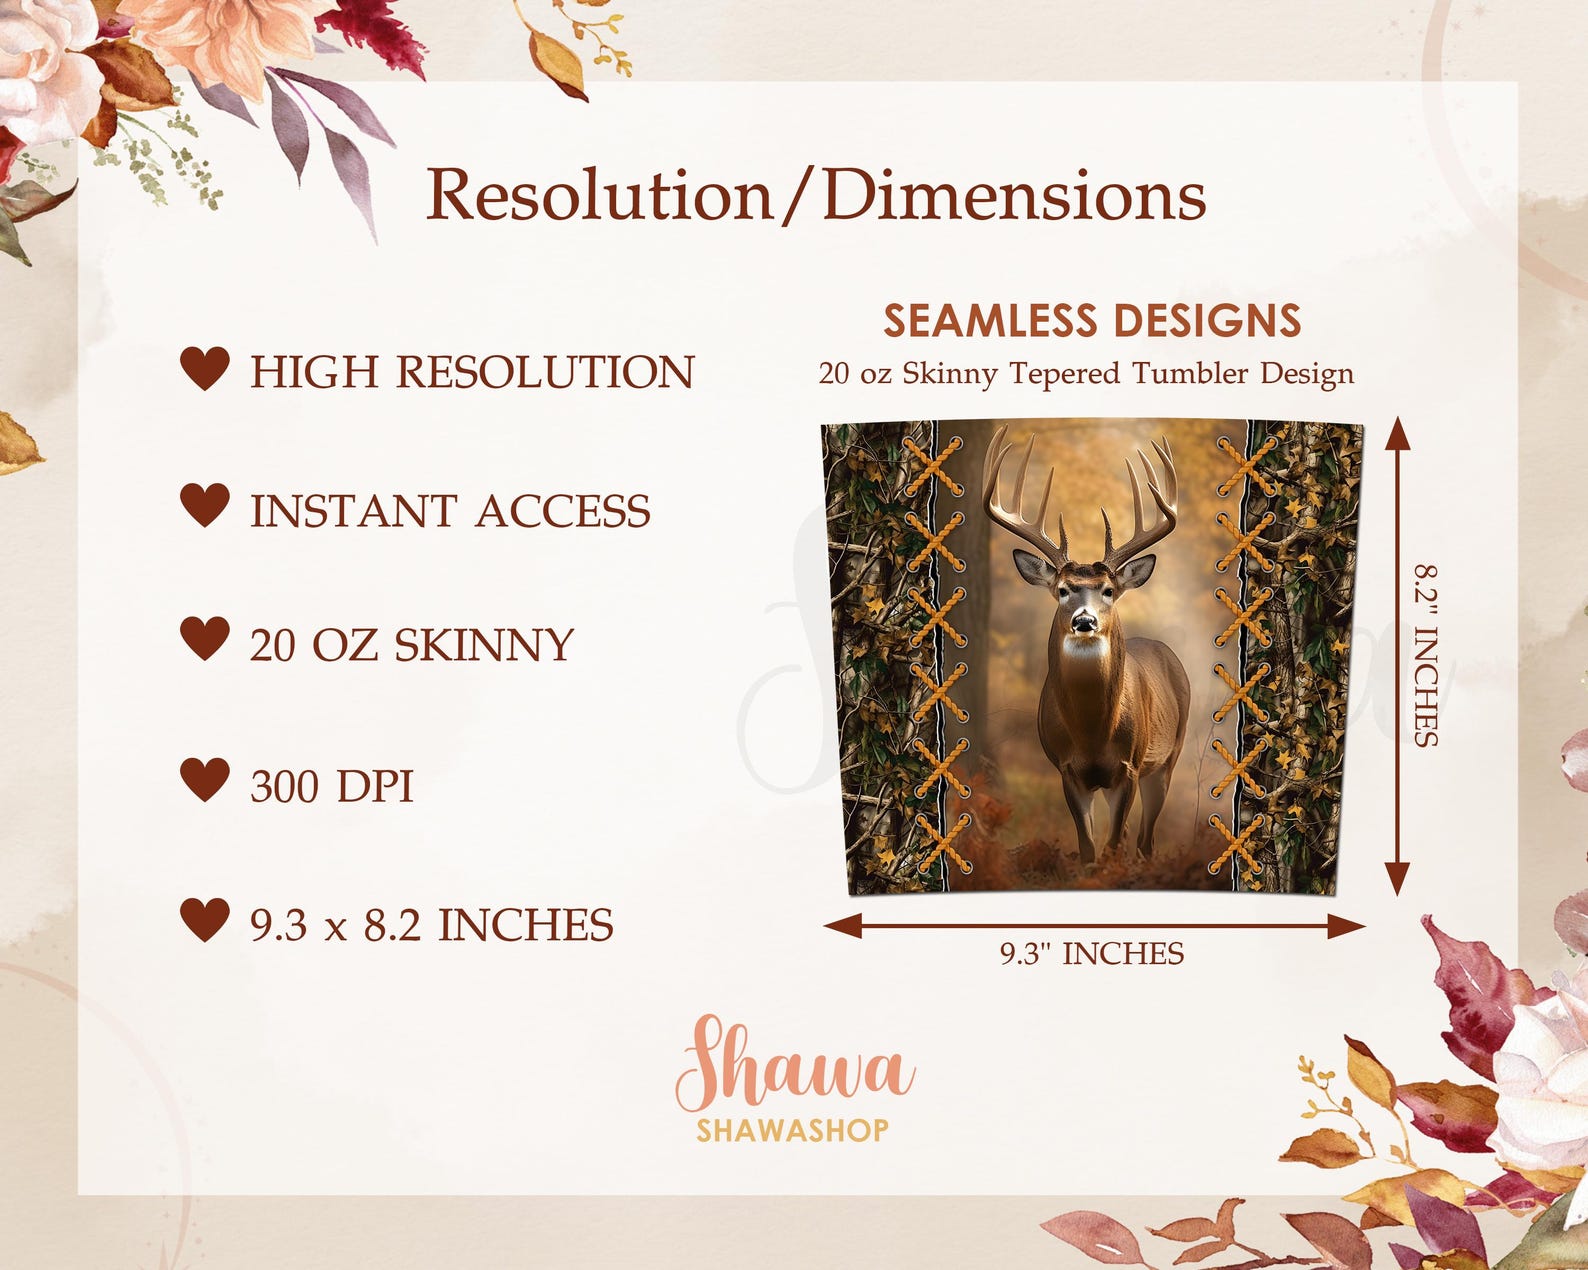 Resolution/Dimensions
HIGH RESOLUTION
INSTANT ACCESS
20 OZ SKINNY
300 DPI
9.3 x 8.2 INCHES
SEAMLESS DESIGNS
20 oz Skinny Tepered Tumbler Design
8.2" INCHES
9.3" INCHES
Shawa
SHAWASHOP